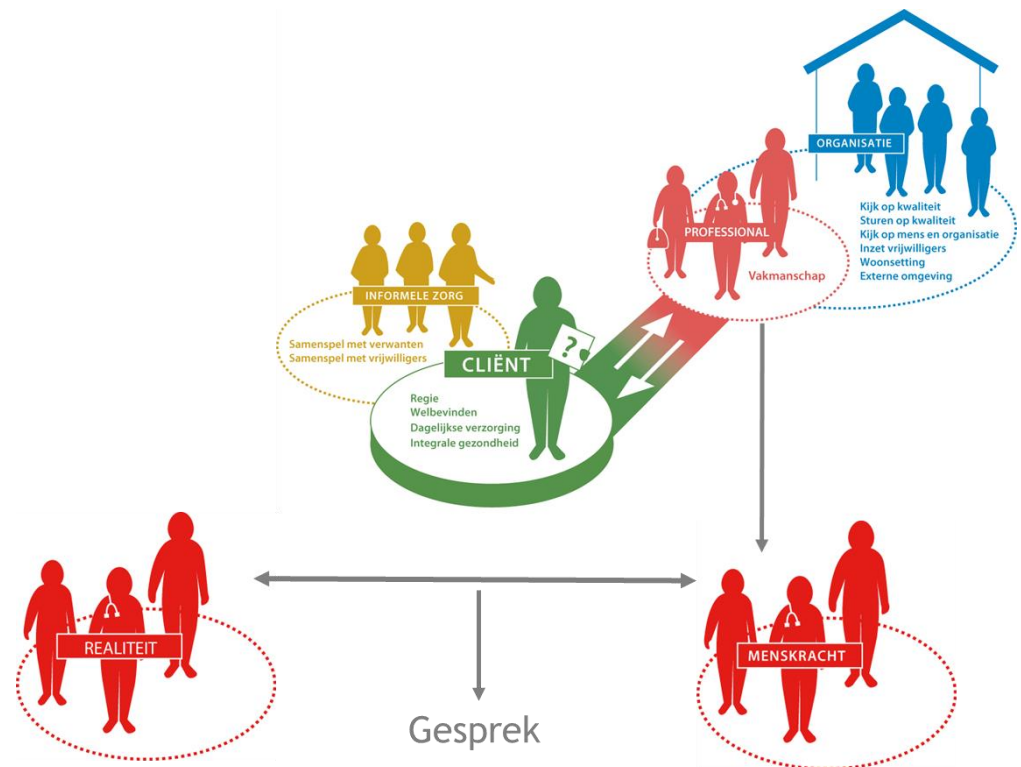 ORGANISATIE
Kijk op kwaliteit
Sturen op kwaliteit
Kijk op mens en organisatie
Inzet vrijwilligers
Woonsetting
Externe omgeving
PROFESSIONAL
Vakmanschap
INFORMELE ZORG
Samenspel met verwanten
Samenspel met vrijwilligers
?
CLIËNT
Regie
Welbevinden
Dagelijkse verzorging
Integrale gezondheid
REALITEIT
MENSKRACHT
Gesprek